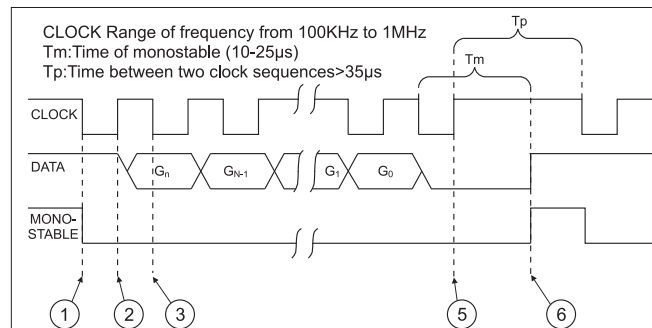 CLOCK Range of frequency from 100KHz to 1MHz
Tm:Time of monostable (10-25µs)
Tp:Time between two clock sequences>35µs
Tp
Tm
CLOCK
DATA
Gn
GN-1
G1
G0
MONO-
STABLE
1
2
3
5
6